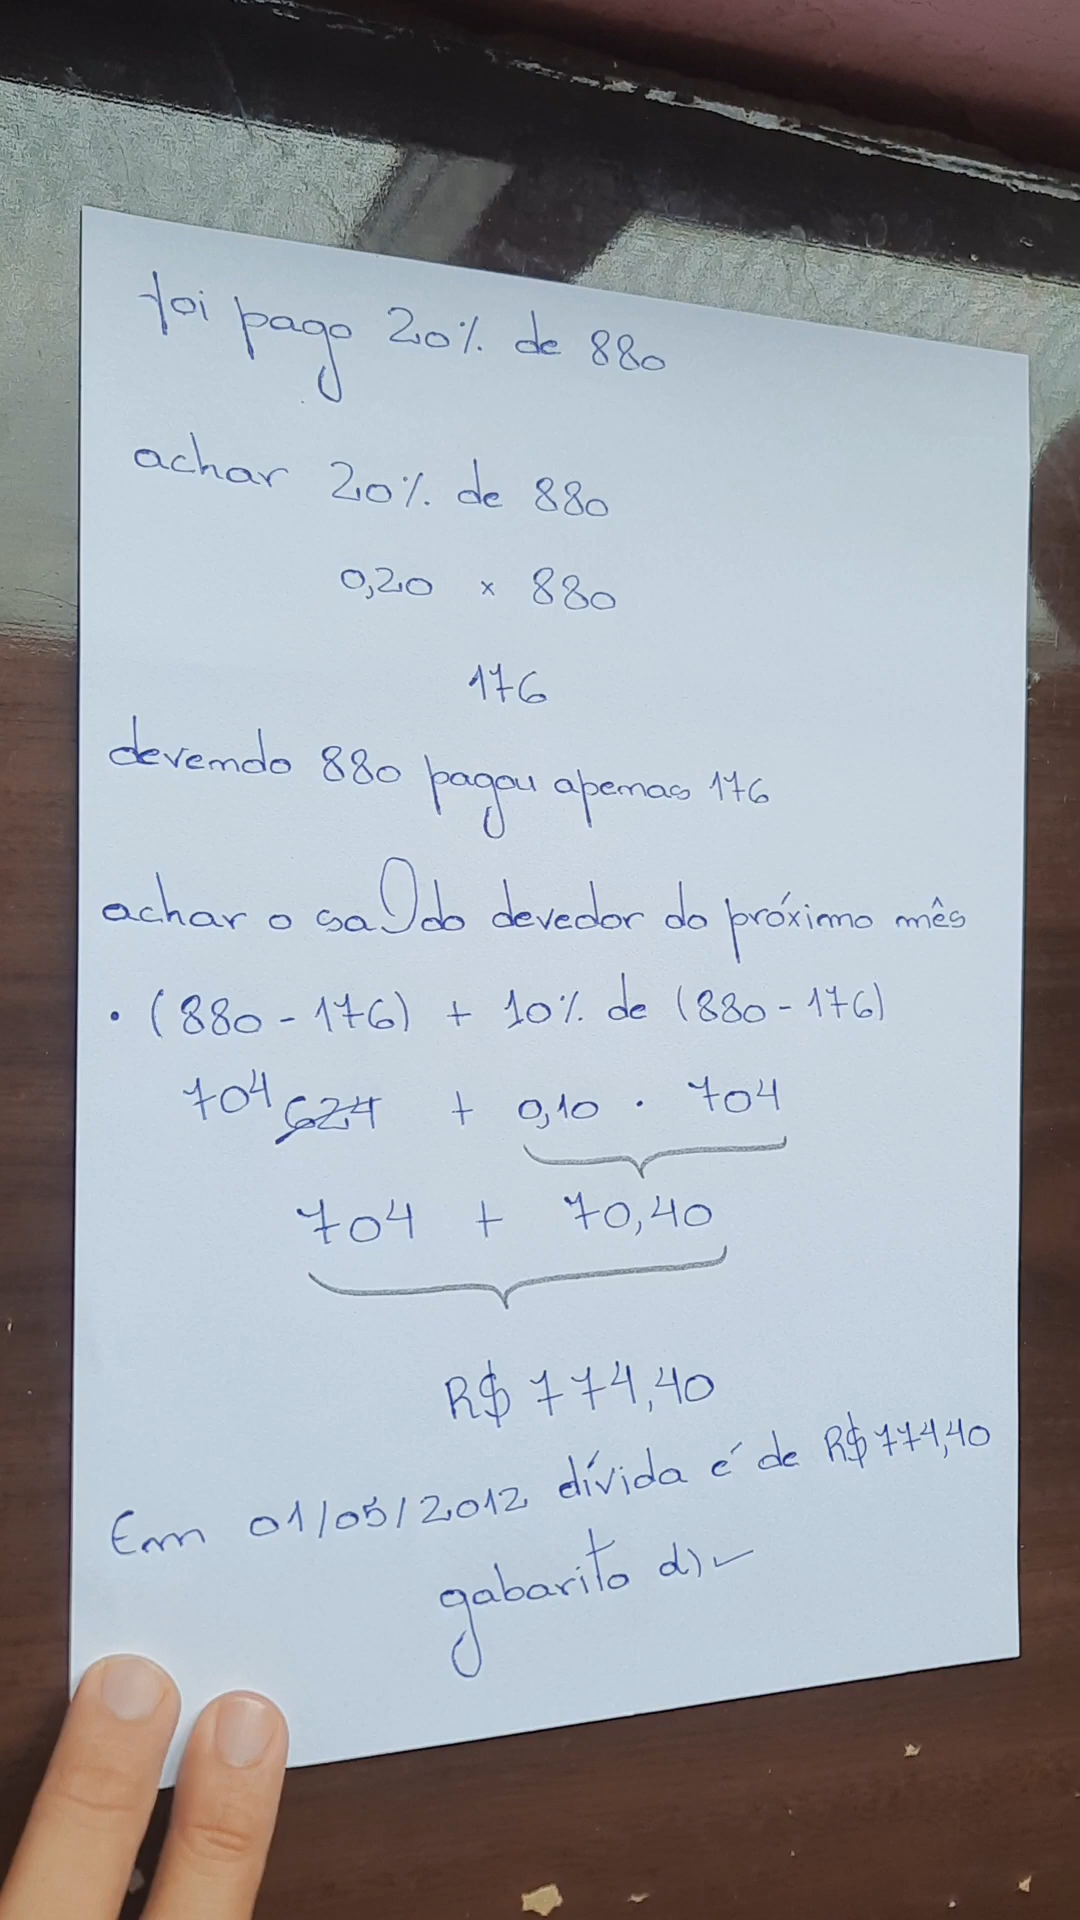 foi pago 20% de 880
achar 20% de 880
0,20 x 880
176
devendo 880 pagou apenas 176
achar o saldo devedor do próximo mês
• (880 - 176) + 10% de (880 - 176)
704 624 + 0,10 . 704
704 + 70,40
R$ 774,40
Em 01/05/2012 dívida é de R$ 774,40
gabarito d) ✓